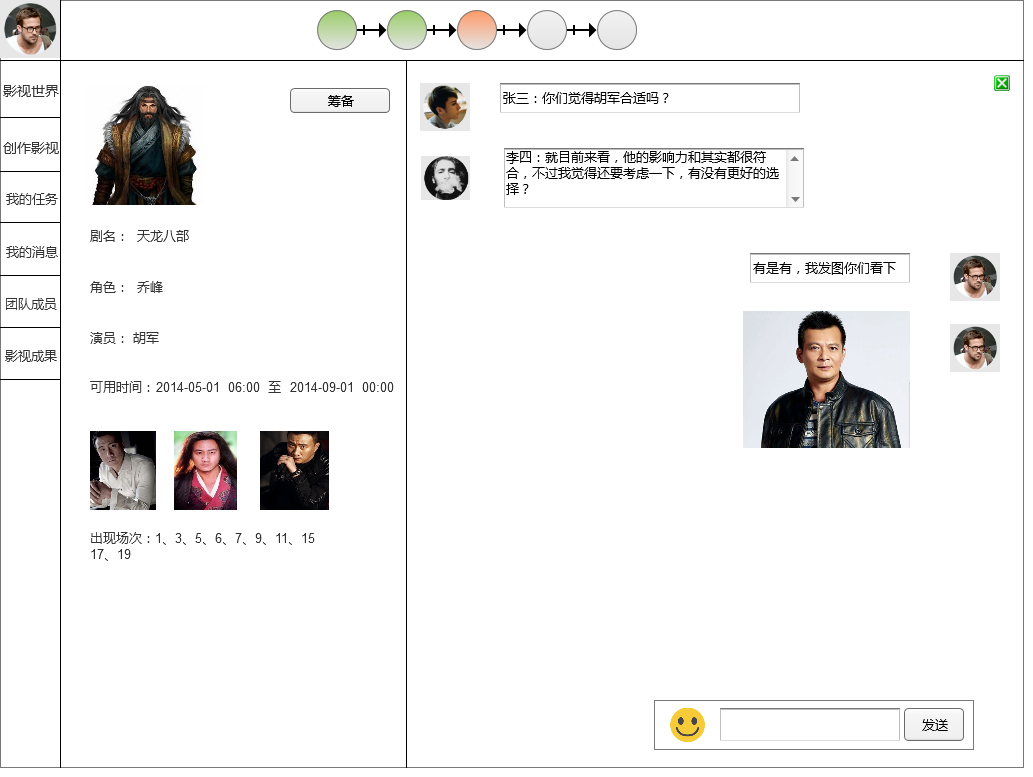 影视世界
创作影视
我的任务
我的消息
团队成员
影视成果
筹备
剧名： 天龙八部
角色： 乔峰
演员： 胡军
可用时间：2014-05-01 06:00 至 2014-09-01 00:00
出现场次：1、3、5、6、7、9、11、15
17、19
张三：你们觉得胡军合适吗？
李四：就目前来看，他的影响力和其实都很符
合，不过我觉得还要考虑一下，有没有更好的选
择？
有是有，我发图你们看下
发送